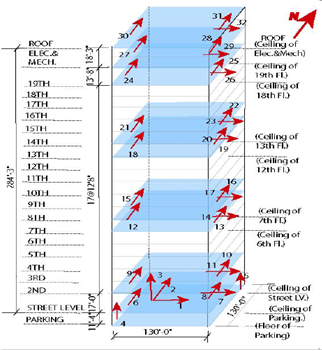 N
31
32
30
ROOF
ROOF
ELEC.&
MECH.
18'-3"
28
29
(Ceiling of
Elec.&Mech)
27
25
24
26
13'-8"
(Ceiling of
19th Fl.)
19TH
18TH
(Ceiling of
18th Fl.)
17TH
22
16TH
21
23
15TH
20
19
(Ceiling of
13th Fl.)
14TH
18
13TH
(Ceiling of
12th Fl.)
12TH
284'-3"
17@12'8"
11TH
17
16
10TH
15
9TH
14
(Ceiling of
7th Fl.)
8TH
12
13
7TH
(Ceiling of
6th Fl.)
6TH
5TH
4TH
10
3RD
9
3
11
5
2ND
2
6
1
8
7
(Ceiling of
Street LV.)
STREET LEVEL
17'-0"
(Ceiling of
Parking.)
PARKING
11'-4"
4
(Floor of
Parking)
130'-0"
130'-0"